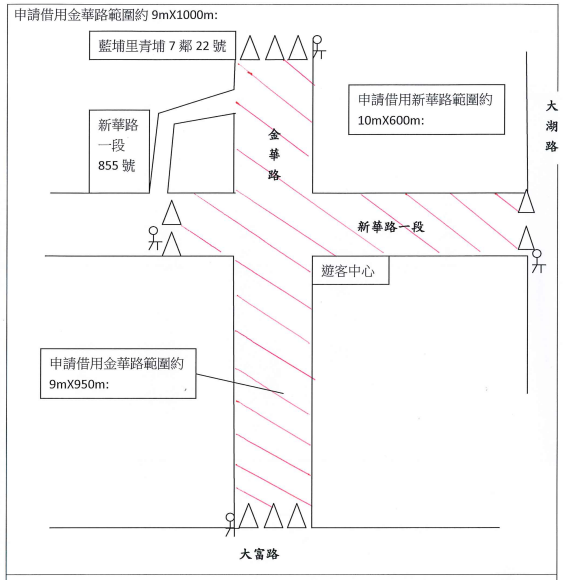 申請借用金華路範圍約 9mX1000m:
藍埔里青埔 7 鄰 22 號
申請借用新華路範圍約
10mX600m:
大湖路
新華路
一段
855 號
金華路
新華路一段
遊客中心
申請借用金華路範圍約
9mX950m:
大富路